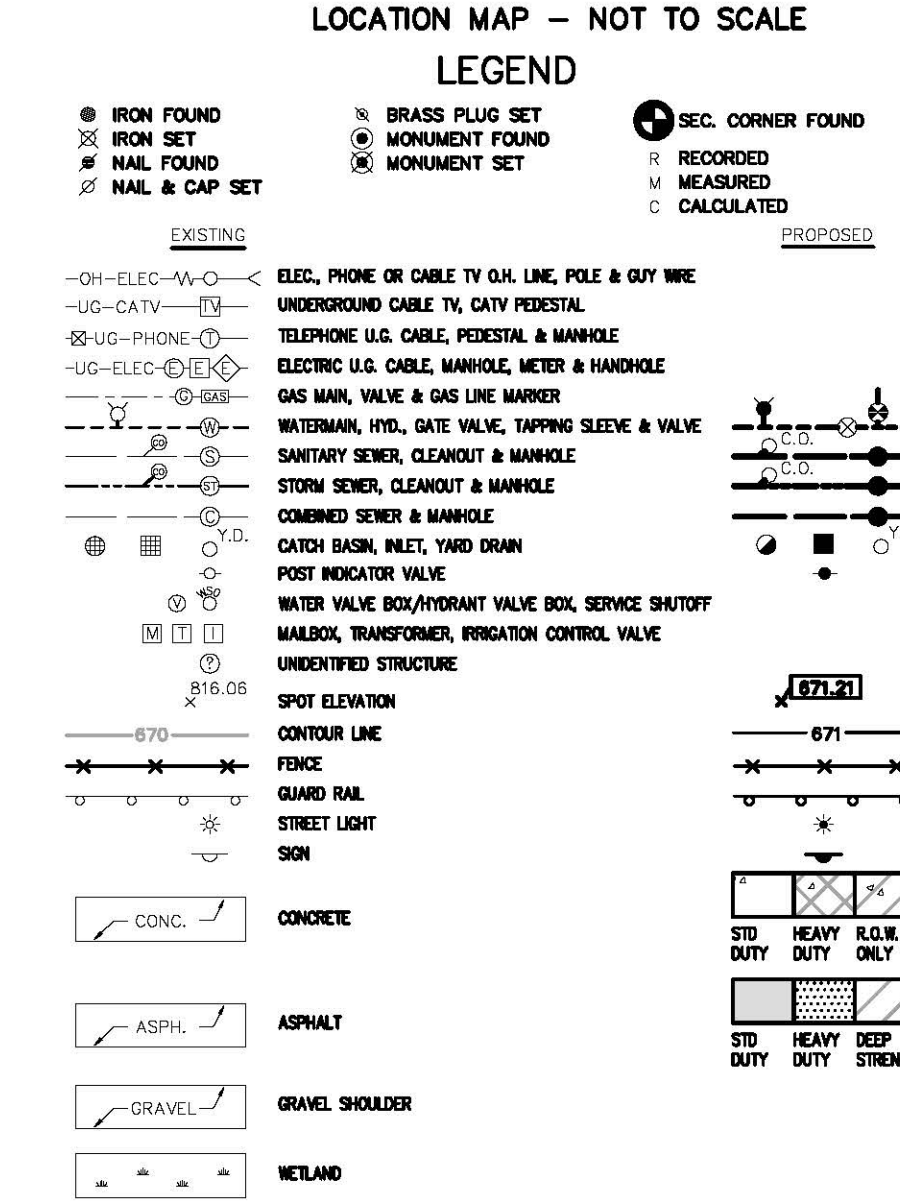 LOCATION MAP – NOT TO SCALE
LEGEND
IRON FOUND
IRON SET
NAIL FOUND
NAIL & CAP SET
BRASS PLUG SET
MONUMENT FOUND
MONUMENT SET
SEC. CORNER FOUND
R RECORDED
M MEASURED
C CALCULATED
EXISTING PROPOSED
OH-ELEC ELEC., PHONE OR CABLE TV O.H. LINE, POLE & GUY WIRE
UG-CATV TV UNDERGROUND CABLE TV, CATV PEDESTAL
UG-PHONE T TELEPHONE U.G. CABLE, PEDESTAL & MANHOLE
UG-ELEC E E E ELECTRIC U.G. CABLE, MANHOLE, METER & HANDHOLE
G GAS GAS MAIN, VALVE & GAS LINE MARKER
W WATERMAIN, HYD., GATE VALVE, TAPPING SLEEVE & VALVE
CO S SANITARY SEWER, CLEANOUT & MANHOLE C.O.
CO ST STORM SEWER, CLEANOUT & MANHOLE C.O.
C COMBINED SEWER & MANHOLE
Y.D. CATCH BASIN, INLET, YARD DRAIN Y
POST INDICATOR VALVE
V WSO WATER VALVE BOX/HYDRANT VALVE BOX, SERVICE SHUTOFF
M T I MAILBOX, TRANSFORMER, IRRIGATION CONTROL VALVE
? UNIDENTIFIED STRUCTURE
816.06 SPOT ELEVATION 671.21
670 CONTOUR LINE 671
FENCE
GUARD RAIL
STREET LIGHT
SIGN
CONC. CONCRETE
STD DUTY
HEAVY DUTY
R.O.W. ONLY
ASPH. ASPHALT
STD DUTY
HEAVY DUTY
DEEP STREN
GRAVEL GRAVEL SHOULDER
WETLAND